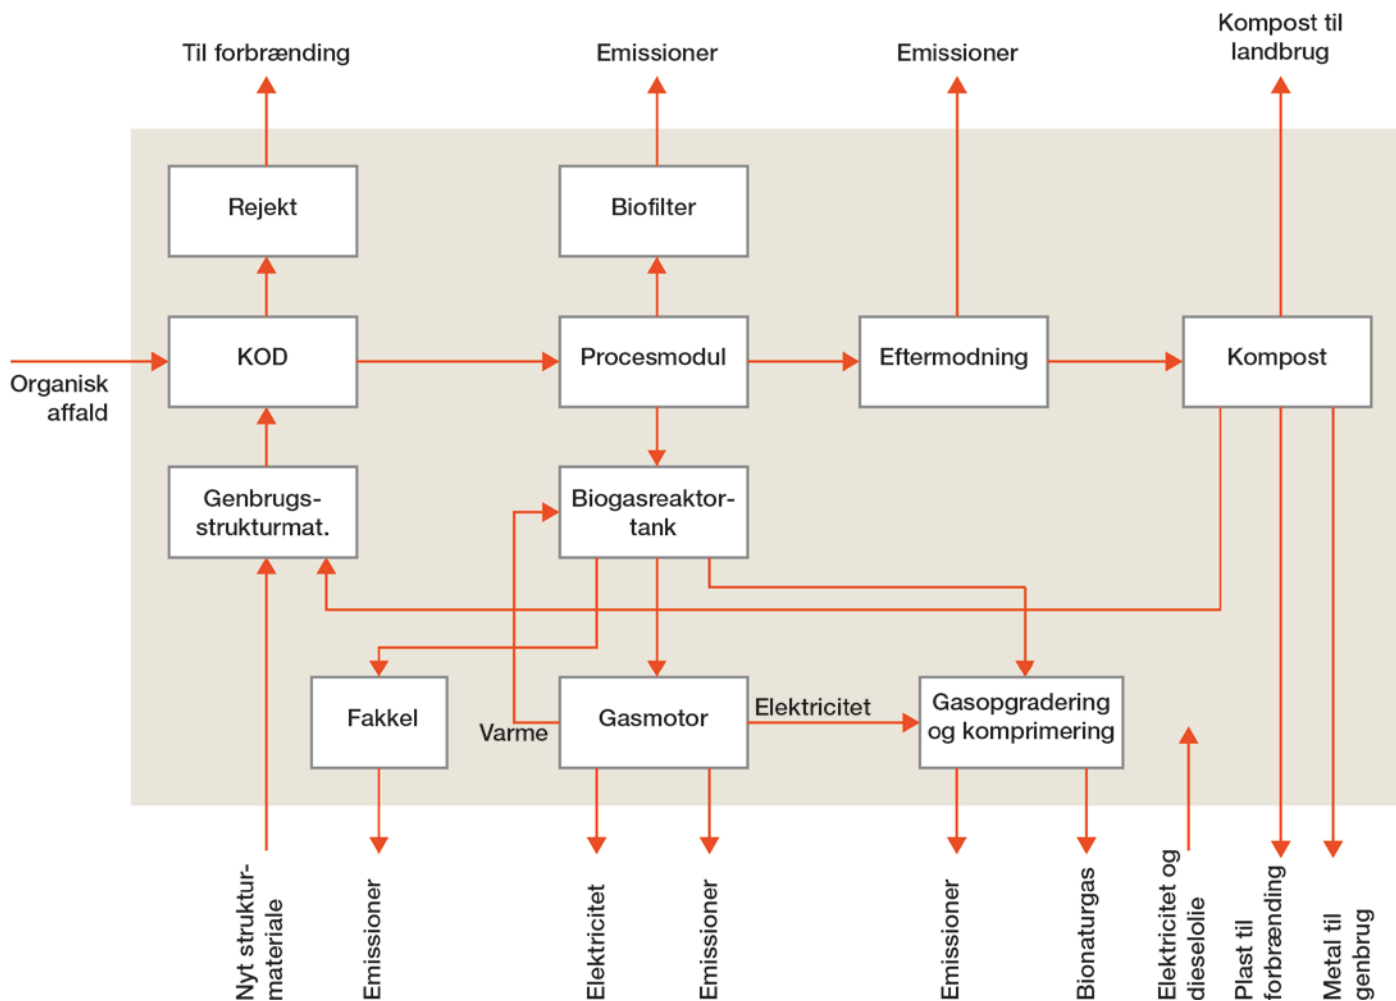 Til forbrænding
Emissioner
Emissioner
Kompost til
landbrug
Rejekt
Biofilter
KOD
Procesmodul
Eftermodning
Kompost
Organisk
affald
Genbrugs-
strukturmat.
Biogasreaktor-
tank
Fakkel
Varme
Gasmotor
Elektricitet
Gasopgradering
og komprimering
Nyt struktur-
materiale
Emissioner
Elektricitet
Emissioner
Emissioner
Bionaturgas
Elektricitet og
dieselolie
Plast til
forbrænding
Metal til
genbrug